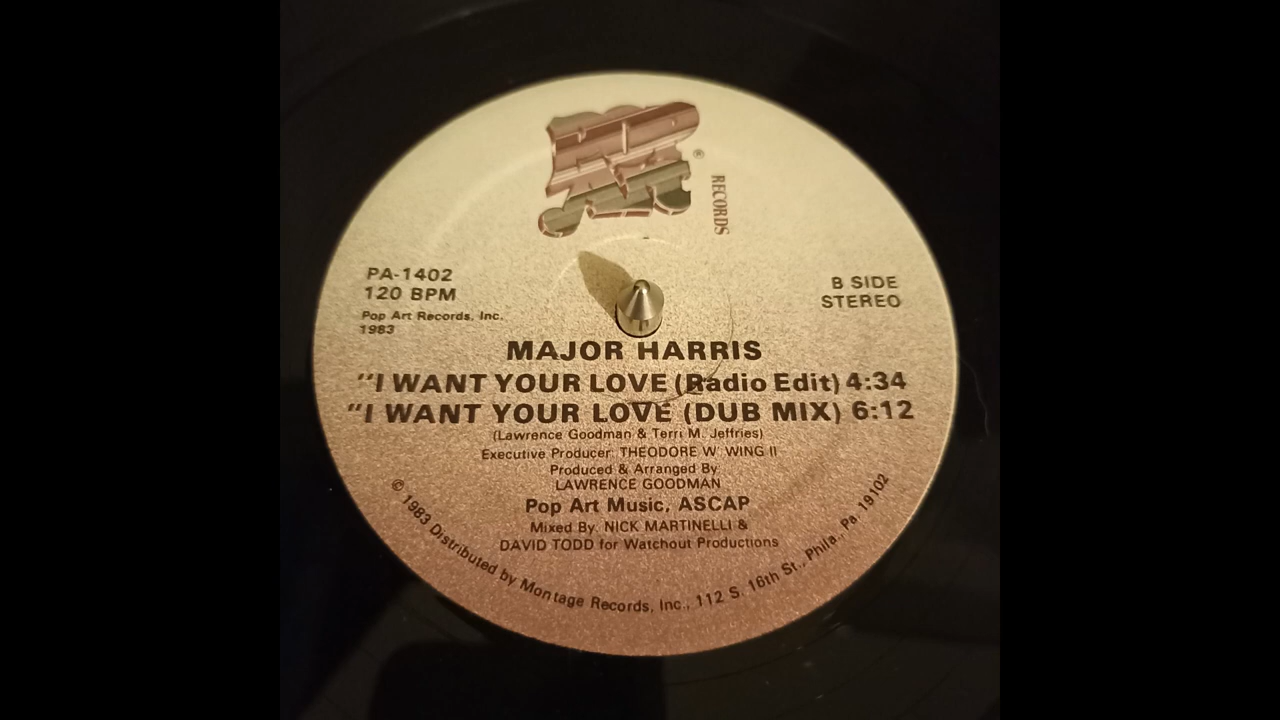 POP ART
®
RECORDS
PA-1402
120 BPM
Pop Art Records, Inc.
1983
B SIDE
STEREO
MAJOR HARRIS
"I WANT YOUR LOVE (Radio Edit) 4:34
"I WANT YOUR LOVE (DUB MIX) 6:12
(Lawrence Goodman & Terri M. Jeffries)
Executive Producer: THEODORE W. WING II
Produced & Arranged By
LAWRENCE GOODMAN
Pop Art Music, ASCAP
Mixed By: NICK MARTINELLI &
DAVID TODD for Watchout Productions
© 1983 Distributed by Montage Records, Inc., 112 S. 16th St., Phila., Pa. 19102